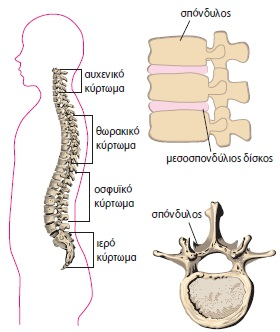 σπόνδυλος
αυχενικό
κύρτωμα
θωρακικό
κύρτωμα
μεσοσπονδύλιος δίσκος
οσφυϊκό
κύρτωμα
σπόνδυλος
ιερό
κύρτωμα